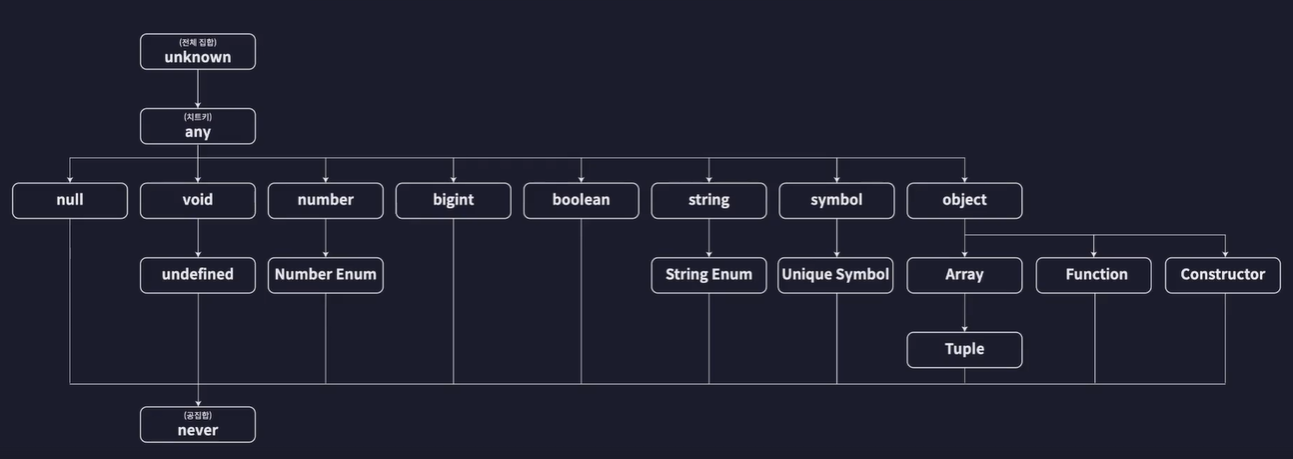 (전체 집합)
unknown
(치트키)
any
null
void
number
bigint
boolean
string
symbol
object
undefined
Number Enum
String Enum
Unique Symbol
Array
Function
Constructor
Tuple
(공집합)
never